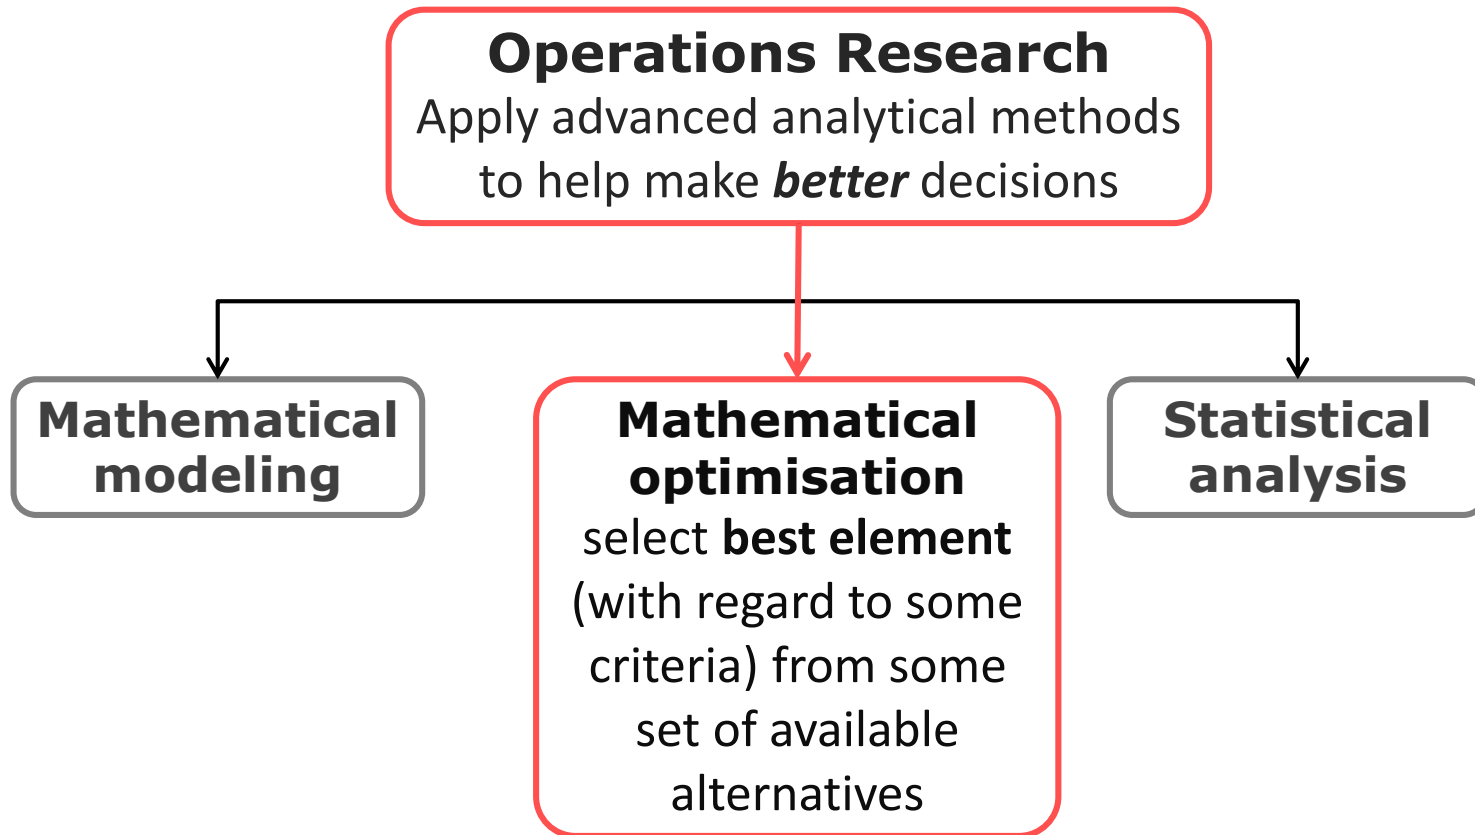 Operations Research
Apply advanced analytical methods
to help make better decisions
Mathematical
modeling
Mathematical
optimisation
select best element
(with regard to some
criteria) from some
set of available
alternatives
Statistical
analysis